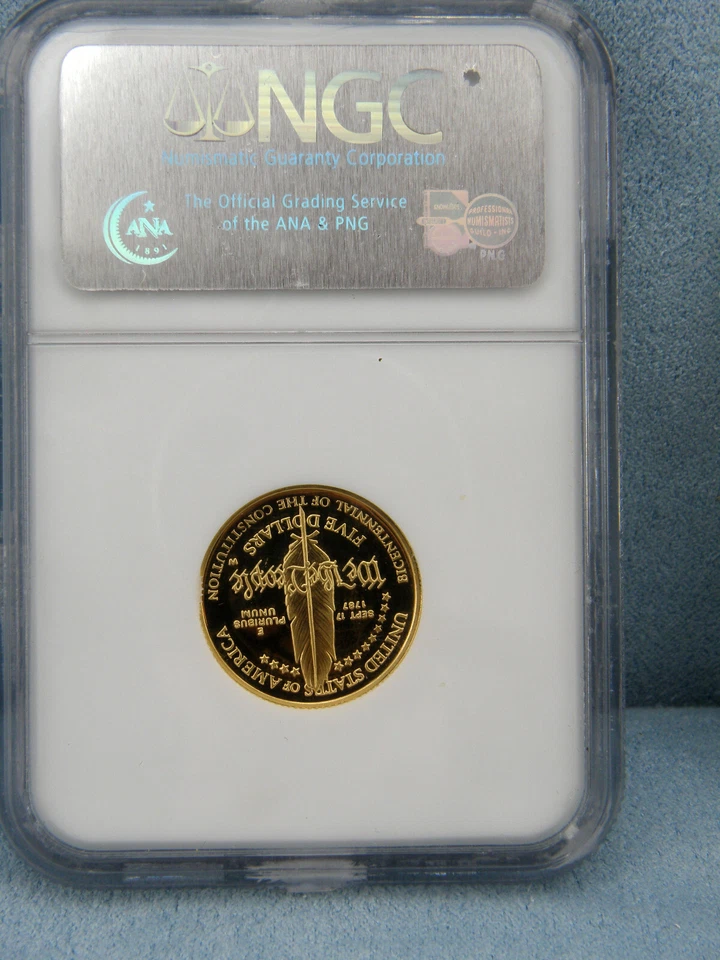 NGC
Numismatic Guaranty Corporation
The Official Grading Service
of the ANA & PNG
ANA
1891
PROFESSIONAL
NUMISMATISTS
PNG
UNITED STATES OF AMERICA
SEPT 17
1787
E
PLURIBUS
UNUM
We the People
W
FIVE DOLLARS
BICENTENNIAL OF THE CONSTITUTION